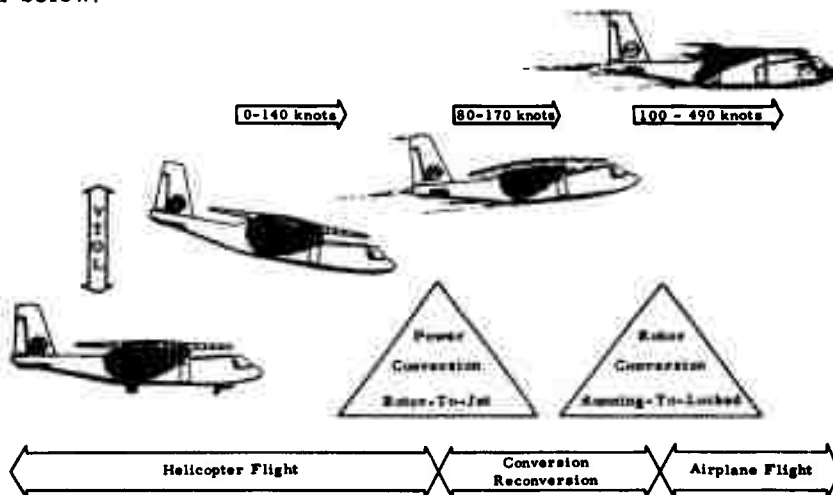 0-140 knots
80-170 knots
100 - 490 knots
VTOL
Power
Conversion
Rotor-To-Jet
Rotor
Conversion
Running-To-Locked
Helicopter Flight
Conversion
Reconversion
Airplane Flight